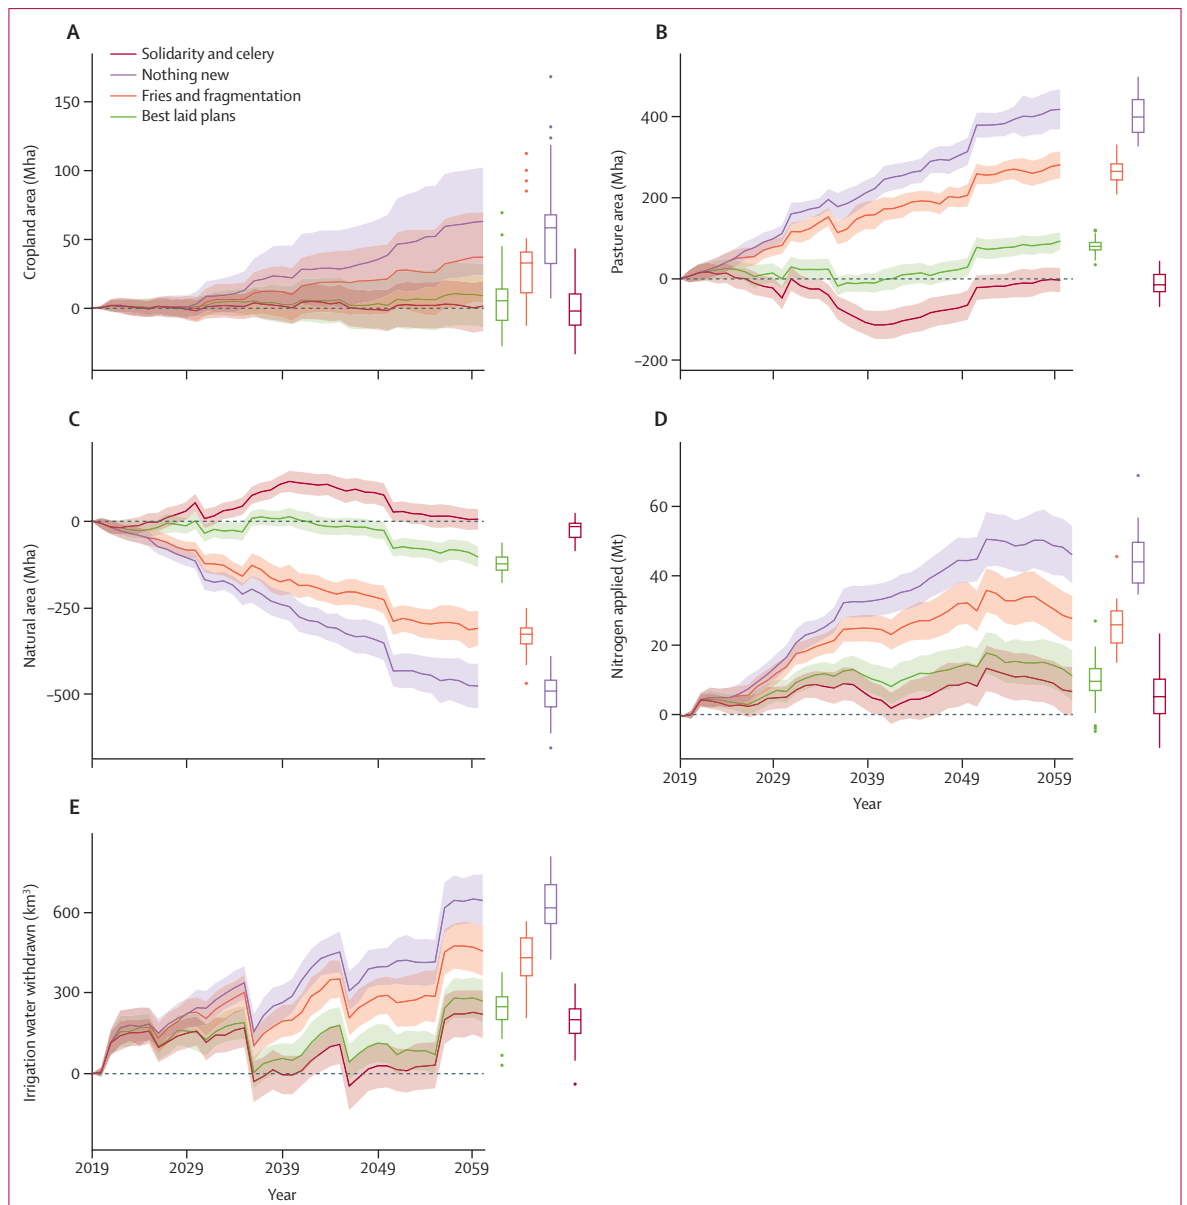 A
Solidarity and celery
Nothing new
Fries and fragmentation
Best laid plans
Cropland area (Mha)
150
100
50
0
B
Pasture area (Mha)
400
200
0
–200
C
Natural area (Mha)
0
–250
–500
D
Nitrogen applied (Mt)
60
40
20
0
2019 2029 2039 2049 2059
Year
E
Irrigation water withdrawn (km³)
600
300
0
2019 2029 2039 2049 2059
Year